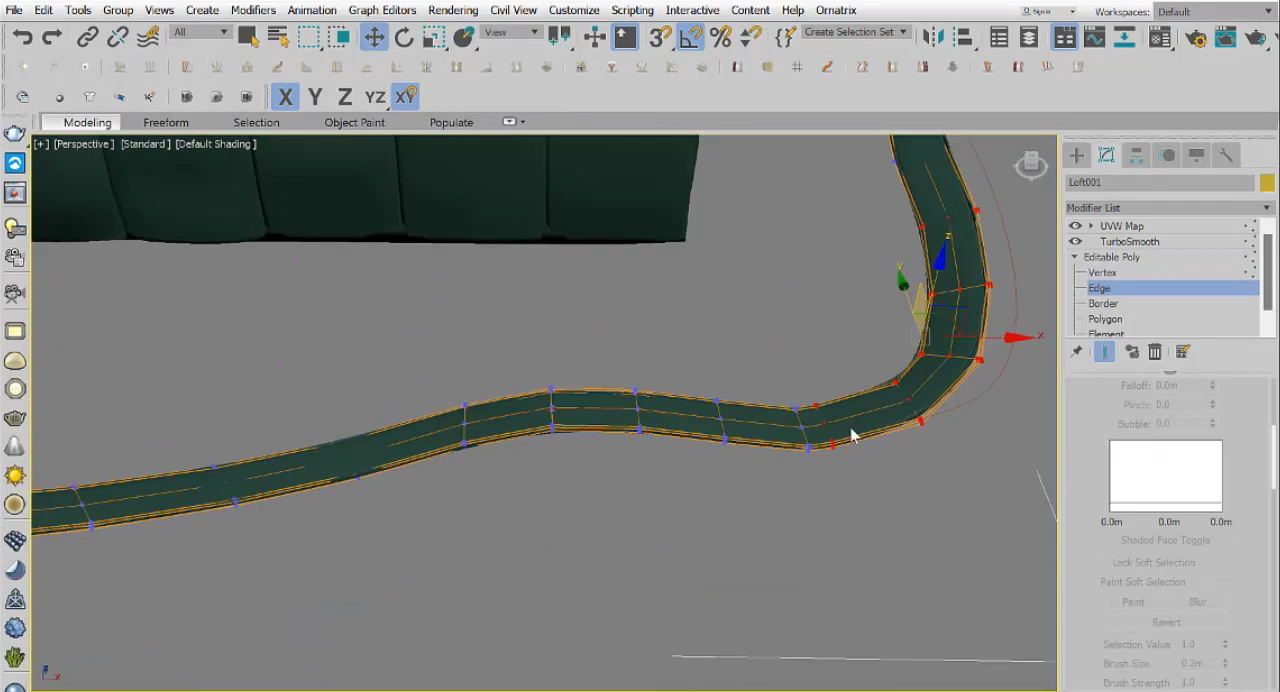 File Edit Tools Group Views Create Modifiers Animation Graph Editors Rendering Civil View Customize Scripting Interactive Content Help Ornatrix Sign In Workspaces: Default
All View Create Selection Set
X Y Z YZ XY
Modeling Freeform Selection Object Paint Populate
[+] [Perspective] [Standard] [Default Shading]
Loft001
Modifier List
UVW Map
TurboSmooth
Editable Poly
Vertex
Edge
Border
Polygon
Element
Falloff: 0.0m
Pinch: 0.0
Bubble: 0.0
0.0m 0.0m 0.0m
Shaded Face Toggle
Lock Soft Selection
Paint Soft Selection
Paint Blur
Revert
Selection Value 1.0
Brush Size 0.2m
Brush Strength 1.0
z
y
x
x